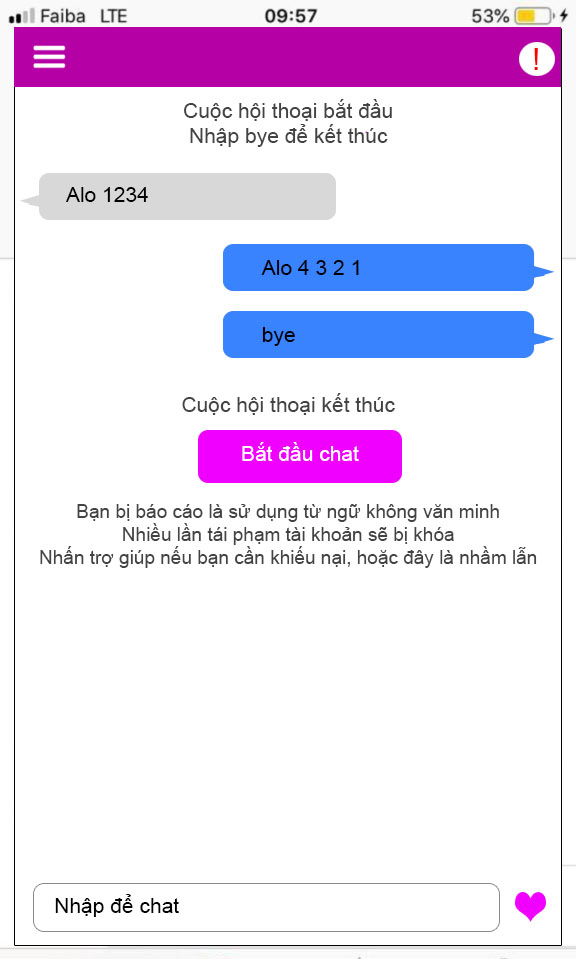 Faiba LTE 09:57 53%
!
Cuộc hội thoại bắt đầu
Nhập bye để kết thúc
Alo 1234
Alo 4 3 2 1
bye
Cuộc hội thoại kết thúc
Bắt đầu chat
Bạn bị báo cáo là sử dụng từ ngữ không văn minh
Nhiều lần tái phạm tài khoản sẽ bị khóa
Nhấn trợ giúp nếu bạn cần khiếu nại, hoặc đây là nhầm lẫn
Nhập để chat